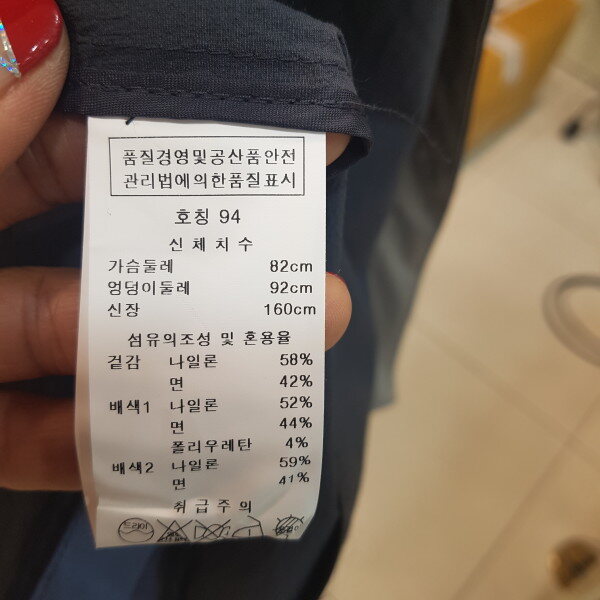 품질경영및공산품안전
관리법에의한품질표시
호칭 94
신체치수
가슴둘레 82cm
엉덩이둘레 92cm
신장 160cm
섬유의조성 및 혼용율
겉감 나일론 58%
면 42%
배색1 나일론 52%
면 44%
폴리우레탄 4%
배색2 나일론 59%
면 41%
취급주의
드라이